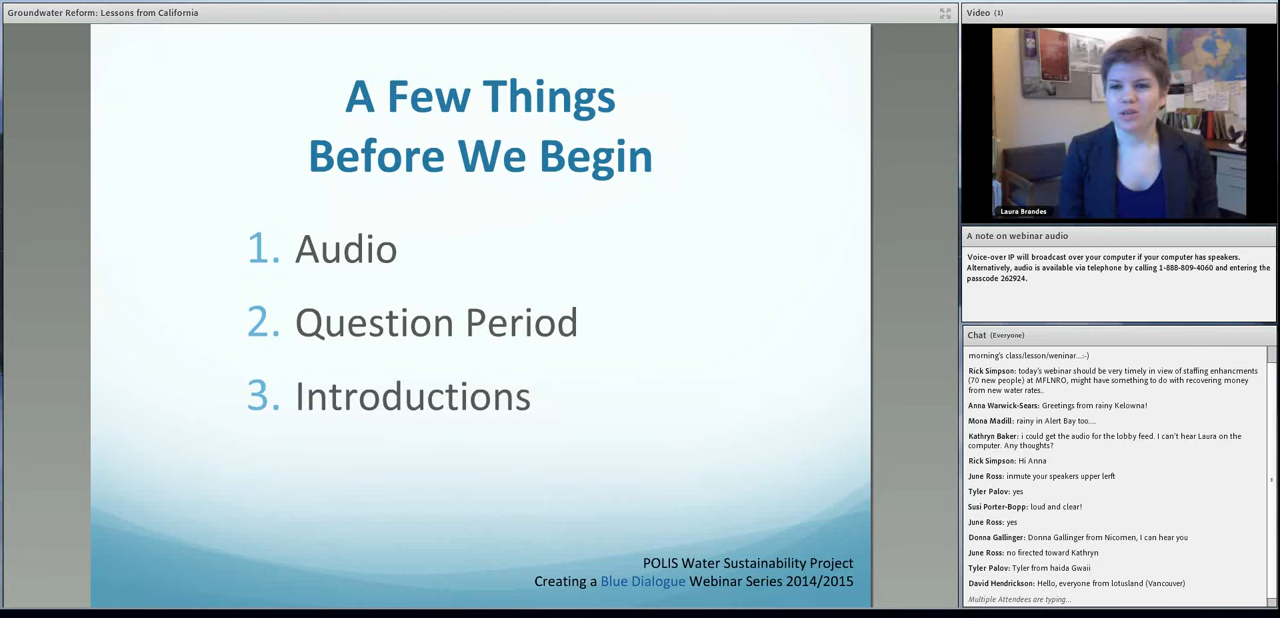 Groundwater Reform: Lessons from California
A Few Things
Before We Begin
1. Audio
2. Question Period
3. Introductions
POLIS Water Sustainability Project
Creating a Blue Dialogue Webinar Series 2014/2015
Video (1)
Laura Brandes
A note on webinar audio
Voice-over IP will broadcast over your computer if your computer has speakers.
Alternatively, audio is available via telephone by calling 1-888-809-4060 and entering the
passcode 262924.
Chat (Everyone)
morning's class/lesson/weninar...:-)
Rick Simpson: today's webinar should be very timely in view of staffing enhancments
(70 new people) at MFLNRO, might have something to do with recovering money
from new water rates..
Anna Warwick-Sears: Greetings from rainy Kelowna!
Mona Madill: rainy in Alert Bay too....
Kathryn Baker: i could get the audio for the lobby feed. I can't hear Laura on the
computer. Any thoughts?
Rick Simpson: Hi Anna
June Ross: inmute your speakers upper lerft
Tyler Palov: yes
Susi Porter-Bopp: loud and clear!
June Ross: yes
Donna Gallinger: Donna Gallinger from Nicomen, I can hear you
June Ross: no firected toward Kathryn
Tyler Palov: Tyler from haida Gwaii
David Hendrickson: Hello, everyone from lotusland (Vancouver)
Multiple Attendees are typing...